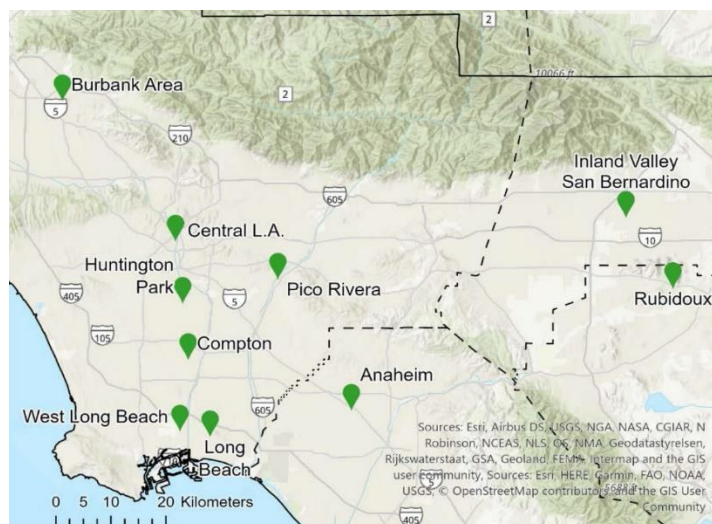 10066 ft
2
Burbank Area
5
2
210
Inland Valley
San Bernardino
605
Central L.A.
10
Huntington
Park
Pico Rivera
Rubidoux
405
5
105
Compton
Anaheim
West Long Beach
605
Long
Beach
Sources: Esri, Airbus DS, USGS, NGA, NASA, CGIAR, N
Robinson, NCEAS, NLS, OS, NMA, Geodatastyrelsen,
Rijkswaterstaat, GSA, Geoland, FEMA, Intermap and the GIS
user community, Sources: Esri, HERE, Garmin, FAO, NOAA,
USGS, © OpenStreetMap contributors, and the GIS User
Community
5
5688 ft
405
0 5 10 20 Kilometers